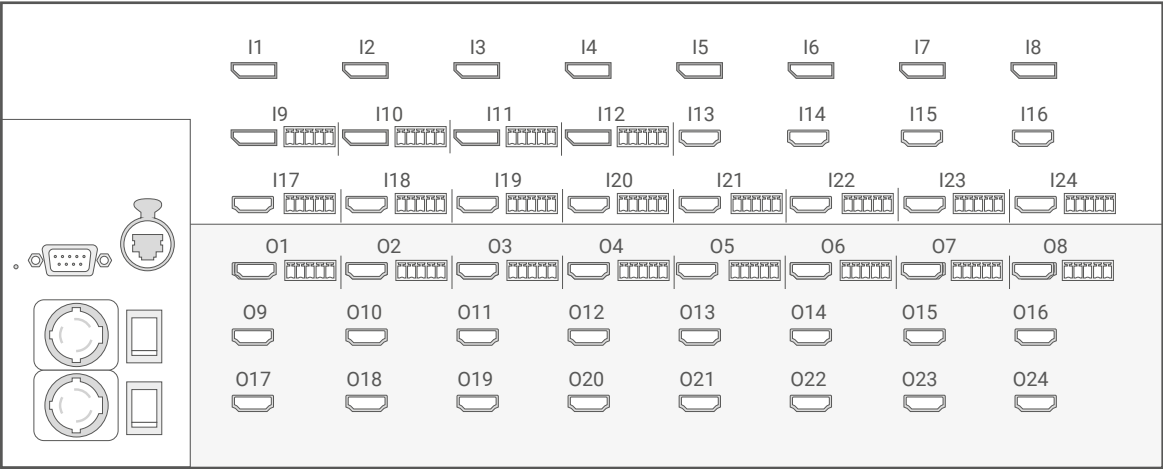 I1 I2 I3 I4 I5 I6 I7 I8
I9 I10 I11 I12 I13 I14 I15 I16
I17 I18 I19 I20 I21 I22 I23 I24
O1 O2 O3 O4 O5 O6 O7 O8
O9 O10 O11 O12 O13 O14 O15 O16
O17 O18 O19 O20 O21 O22 O23 O24